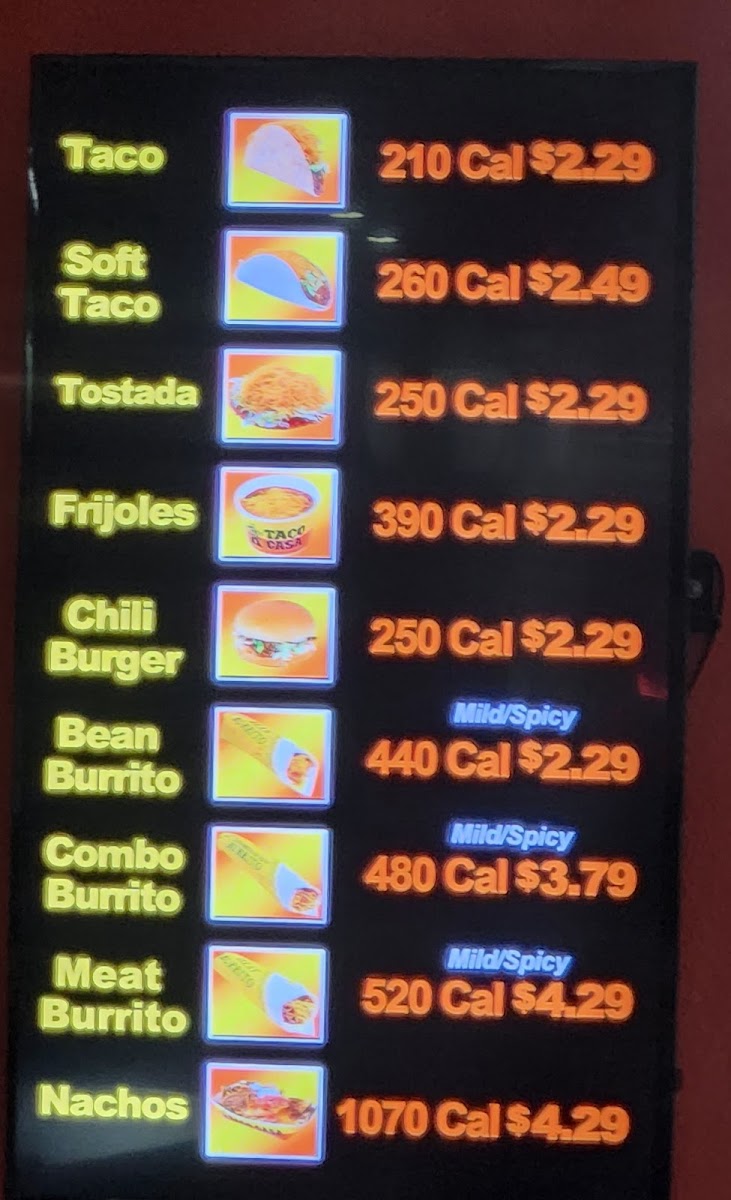 Taco 210 Cal $2.29
Soft
Taco 260 Cal $2.49
Tostada 250 Cal $2.29
Frijoles 390 Cal $2.29
TACO
CASA
Chili
Burger 250 Cal $2.29
Mild/Spicy
Bean
Burrito 440 Cal $2.29
Mild/Spicy
Combo
Burrito 480 Cal $3.79
Mild/Spicy
Meat
Burrito 520 Cal $4.29
Nachos 1070 Cal $4.29